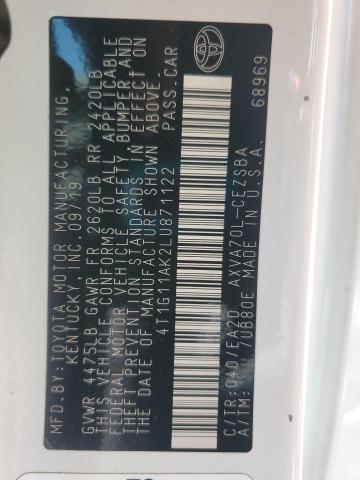 MFD.BY:TOYOTA MOTOR MANUFACTURING,
KENTUCKY, INC.09/19
GVWR 4475LB GAWR FR 2620LB RR 2420LB
THIS VEHICLE CONFORMS TO ALL APPLICABLE
FEDERAL MOTOR VEHICLE SAFETY, BUMPER AND
THEFT PREVENTION STANDARDS IN EFFECT ON
THE DATE OF MANUFACTURE SHOWN ABOVE.
4T1G11AK2LU871122 PASS.CAR
C/TR:040/EA20 AXVA70L-CEZSBA
A/TM: /UB80E MADE IN U.S.A.
68969